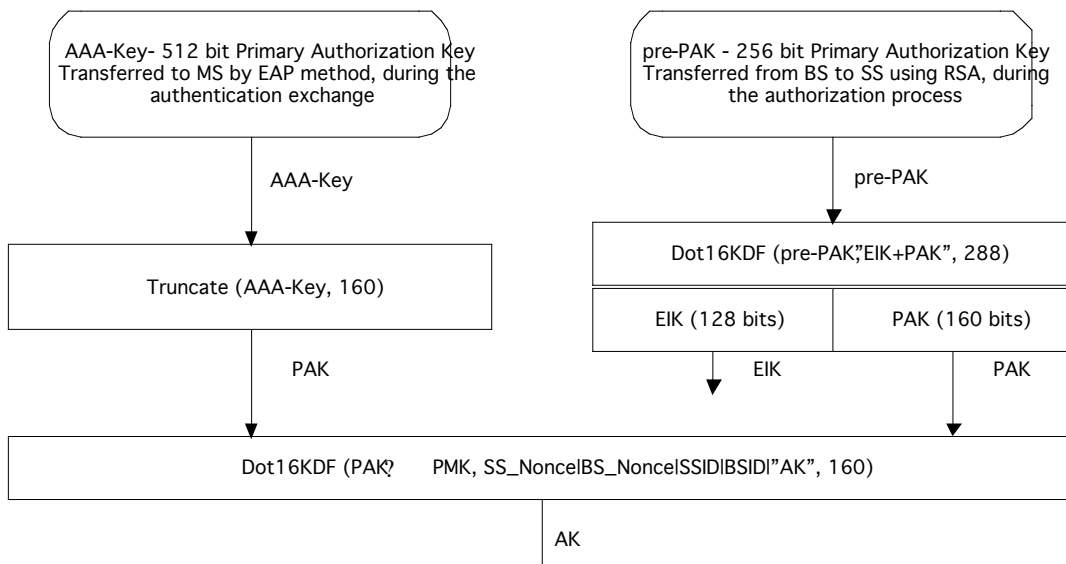 AAA-Key- 512 bit Primary Authorization Key
Transferred to MS by EAP method, during the
authentication exchange
pre-PAK - 256 bit Primary Authorization Key
Transferred from BS to SS using RSA, during
the authorization process
AAA-Key
pre-PAK
Truncate (AAA-Key, 160)
Dot16KDF (pre-PAK,”EIK+PAK”, 288)
EIK (128 bits)
PAK (160 bits)
PAK
EIK
PAK
Dot16KDF (PAK? PMK, SS_Nonce|BS_Nonce|SSID|BSID|”AK”, 160)
AK